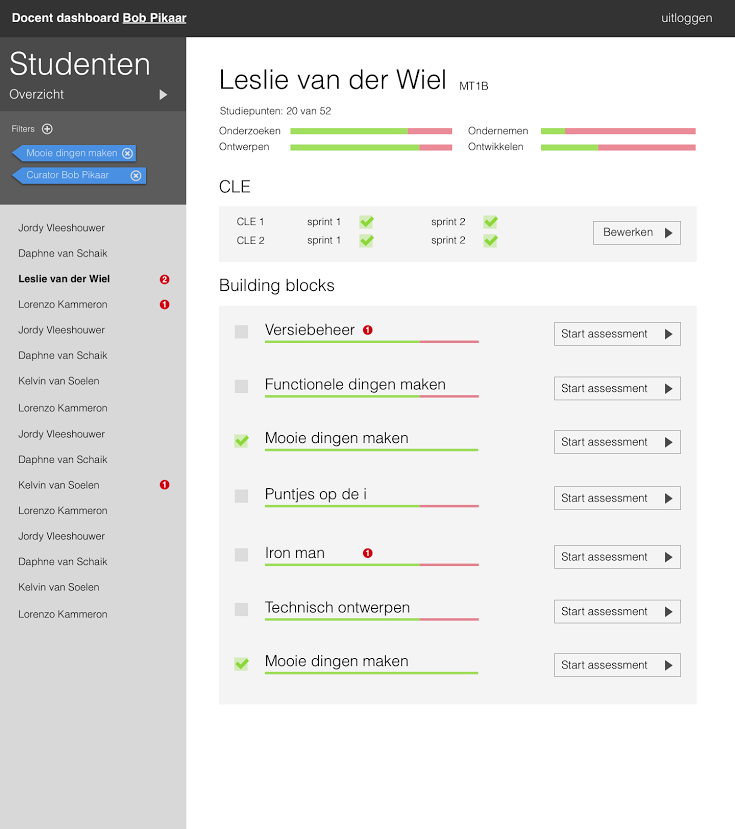 Docent dashboard Bob Pikaar
uitloggen
Studenten
Overzicht
Filters
Mooie dingen maken
Curator Bob Pikaar
Jordy Vleeshouwer
Daphne van Schaik
Leslie van der Wiel 2
Lorenzo Kammeron 1
Jordy Vleeshouwer
Daphne van Schaik
Kelvin van Soelen
Lorenzo Kammeron
Jordy Vleeshouwer
Daphne van Schaik
Kelvin van Soelen 1
Lorenzo Kammeron
Jordy Vleeshouwer
Daphne van Schaik
Kelvin van Soelen
Lorenzo Kammeron
Leslie van der Wiel MT1B
Studiepunten: 20 van 52
Onderzoeken Ondernemen
Ontwerpen Ontwikkelen
CLE
CLE 1 sprint 1 sprint 2
CLE 2 sprint 1 sprint 2
Bewerken
Building blocks
Versiebeheer 1 Start assessment
Functionele dingen maken Start assessment
Mooie dingen maken Start assessment
Puntjes op de i Start assessment
Iron man 1 Start assessment
Technisch ontwerpen Start assessment
Mooie dingen maken Start assessment